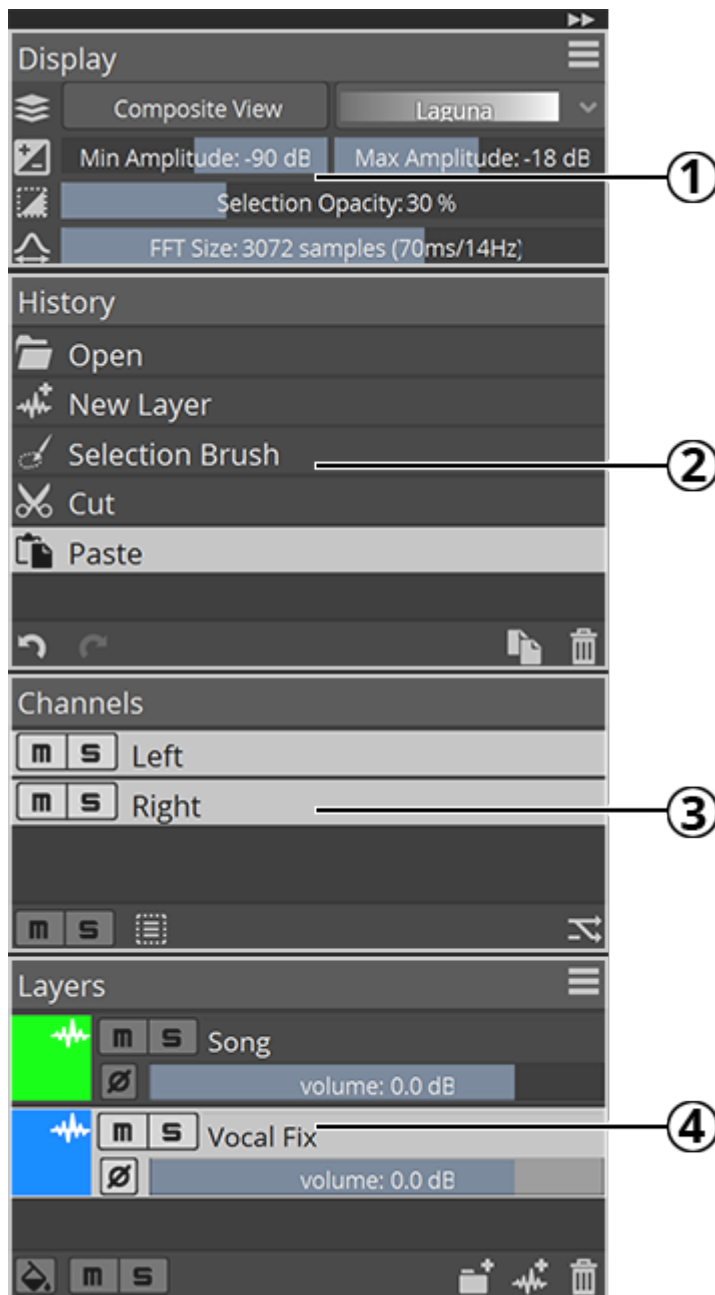 Display
Composite View Laguna
Min Amplitude: -90 dB Max Amplitude: -18 dB
①
Selection Opacity: 30 %
FFT Size: 3072 samples (70ms/14Hz)
History
Open
New Layer
Selection Brush
②
Cut
Paste
Channels
m s Left
m s Right
③
m s
Layers
m s Song
Ø volume: 0.0 dB
m s Vocal Fix
④
Ø volume: 0.0 dB
m s